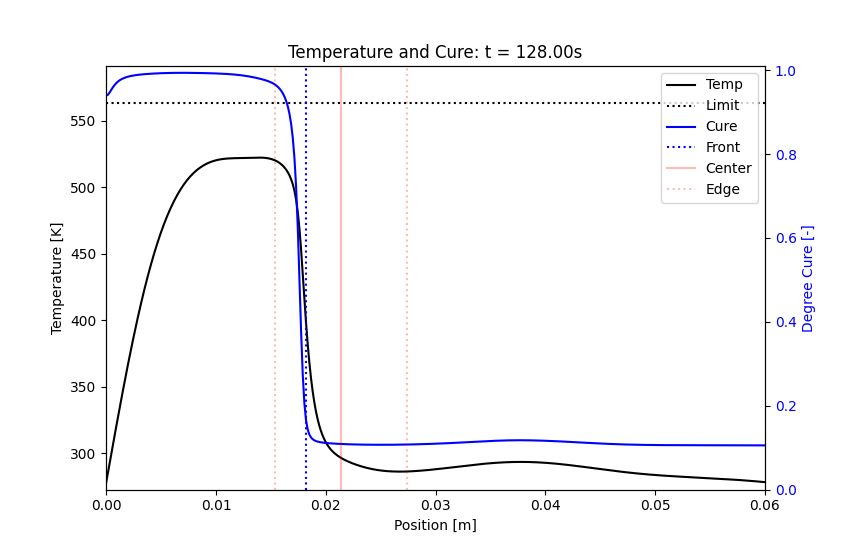 Temperature and Cure: t = 128.00s
Temp
Limit
Cure
Front
Center
Edge
550
500
450
400
350
300
Temperature [K]
1.0
0.8
0.6
0.4
0.2
0.0
Degree Cure [-]
0.00 0.01 0.02 0.03 0.04 0.05 0.06
Position [m]